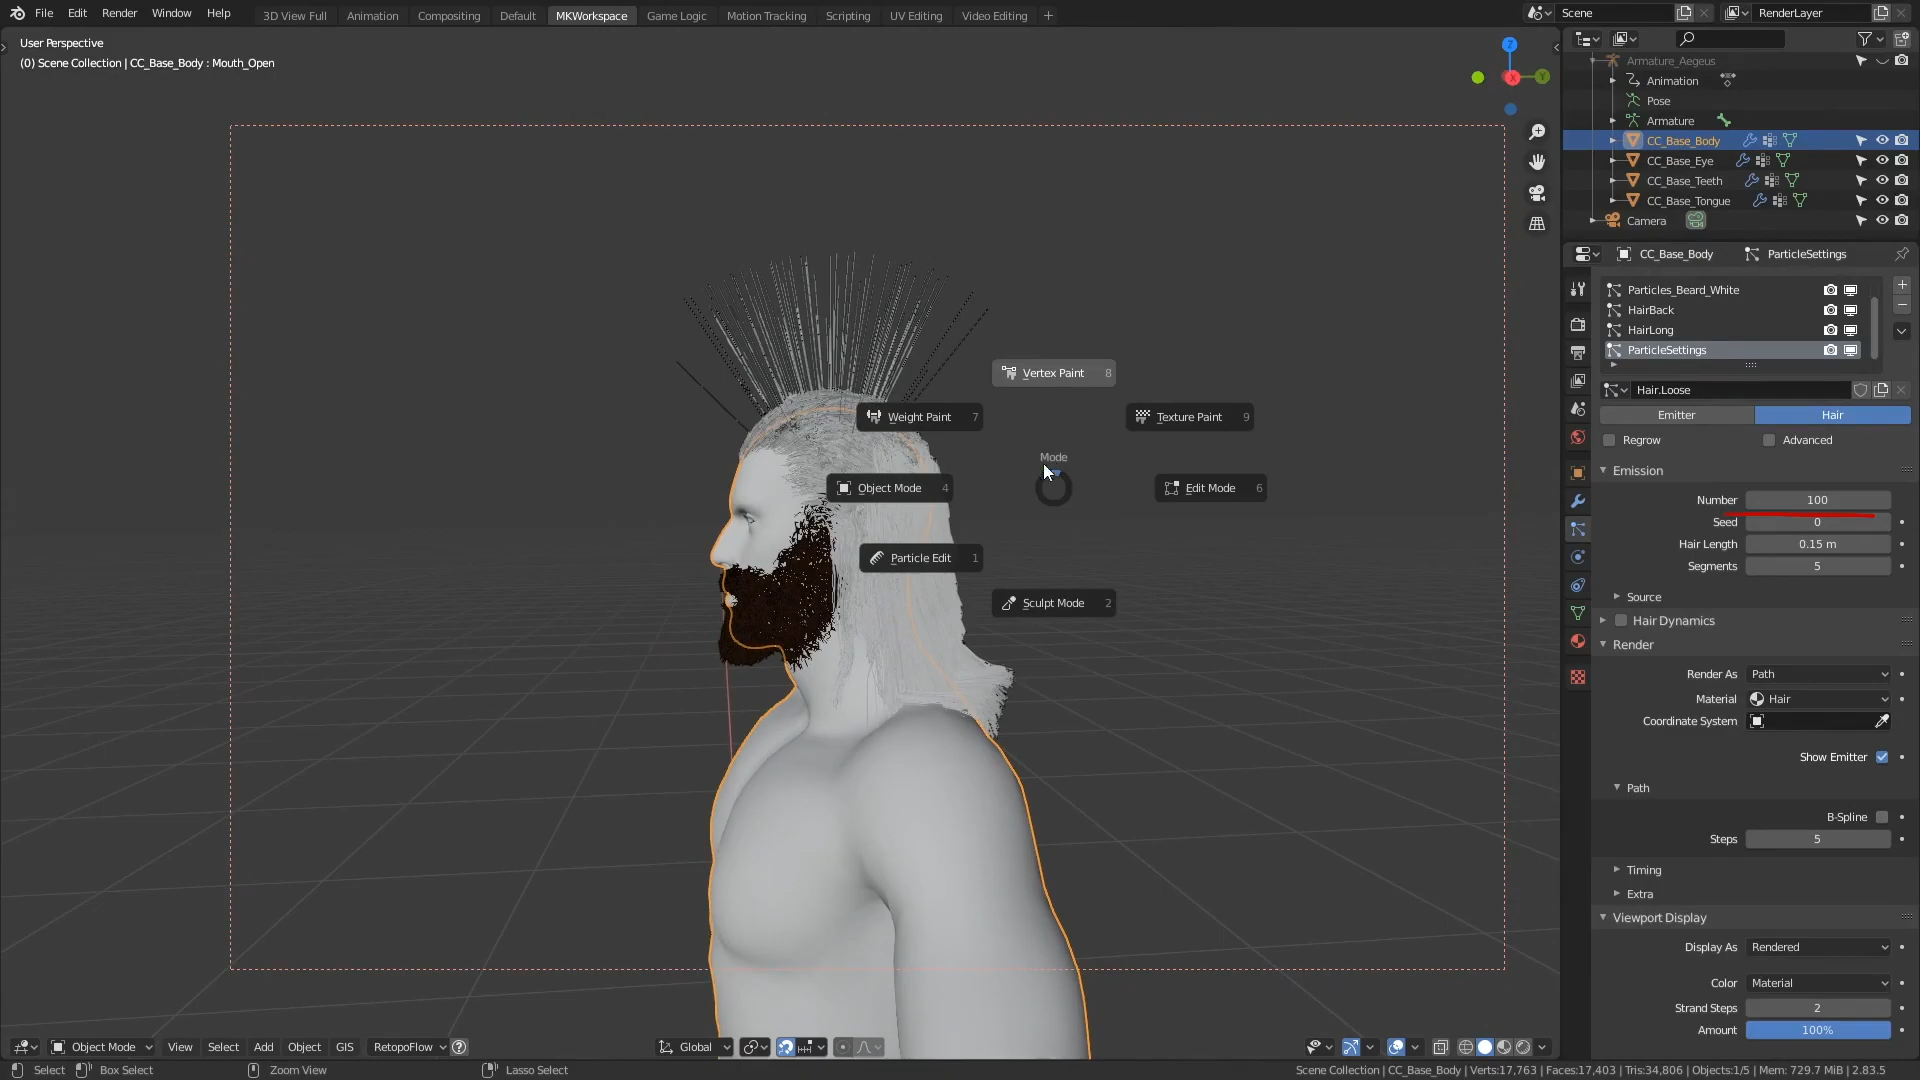 File Edit Render Window Help
3D View Full Animation Compositing Default MKWorkspace Game Logic Motion Tracking Scripting UV Editing Video Editing +
Scene
RenderLayer
User Perspective
(0) Scene Collection | CC_Base_Body : Mouth_Open
Z
X
Y
Armature_Aegeus
Animation
Pose
Armature
CC_Base_Body
CC_Base_Eye
CC_Base_Teeth
CC_Base_Tongue
Camera
CC_Base_Body ParticleSettings
Particles_Beard_White
HairBack
HairLong
ParticleSettings
Hair.Loose
Emitter Hair
Regrow Advanced
Emission
Number 100
Seed 0
Hair Length 0.15 m
Segments 5
Source
Hair Dynamics
Render
Render As Path
Material Hair
Coordinate System
Show Emitter
Path
B-Spline
Steps 5
Timing
Extra
Viewport Display
Display As Rendered
Color Material
Strand Steps 2
Amount 100%
Vertex Paint 8
Weight Paint 7
Texture Paint 9
Mode
Object Mode 4
Edit Mode 6
Particle Edit 1
Sculpt Mode 2
Object Mode View Select Add Object GIS RetopoFlow ?
Global
Select Box Select Zoom View Lasso Select
Scene Collection | CC_Base_Body | Verts:17,763 | Faces:17,403 | Tris:34,806 | Objects:1/5 | Mem: 729.7 MiB | 2.83.5